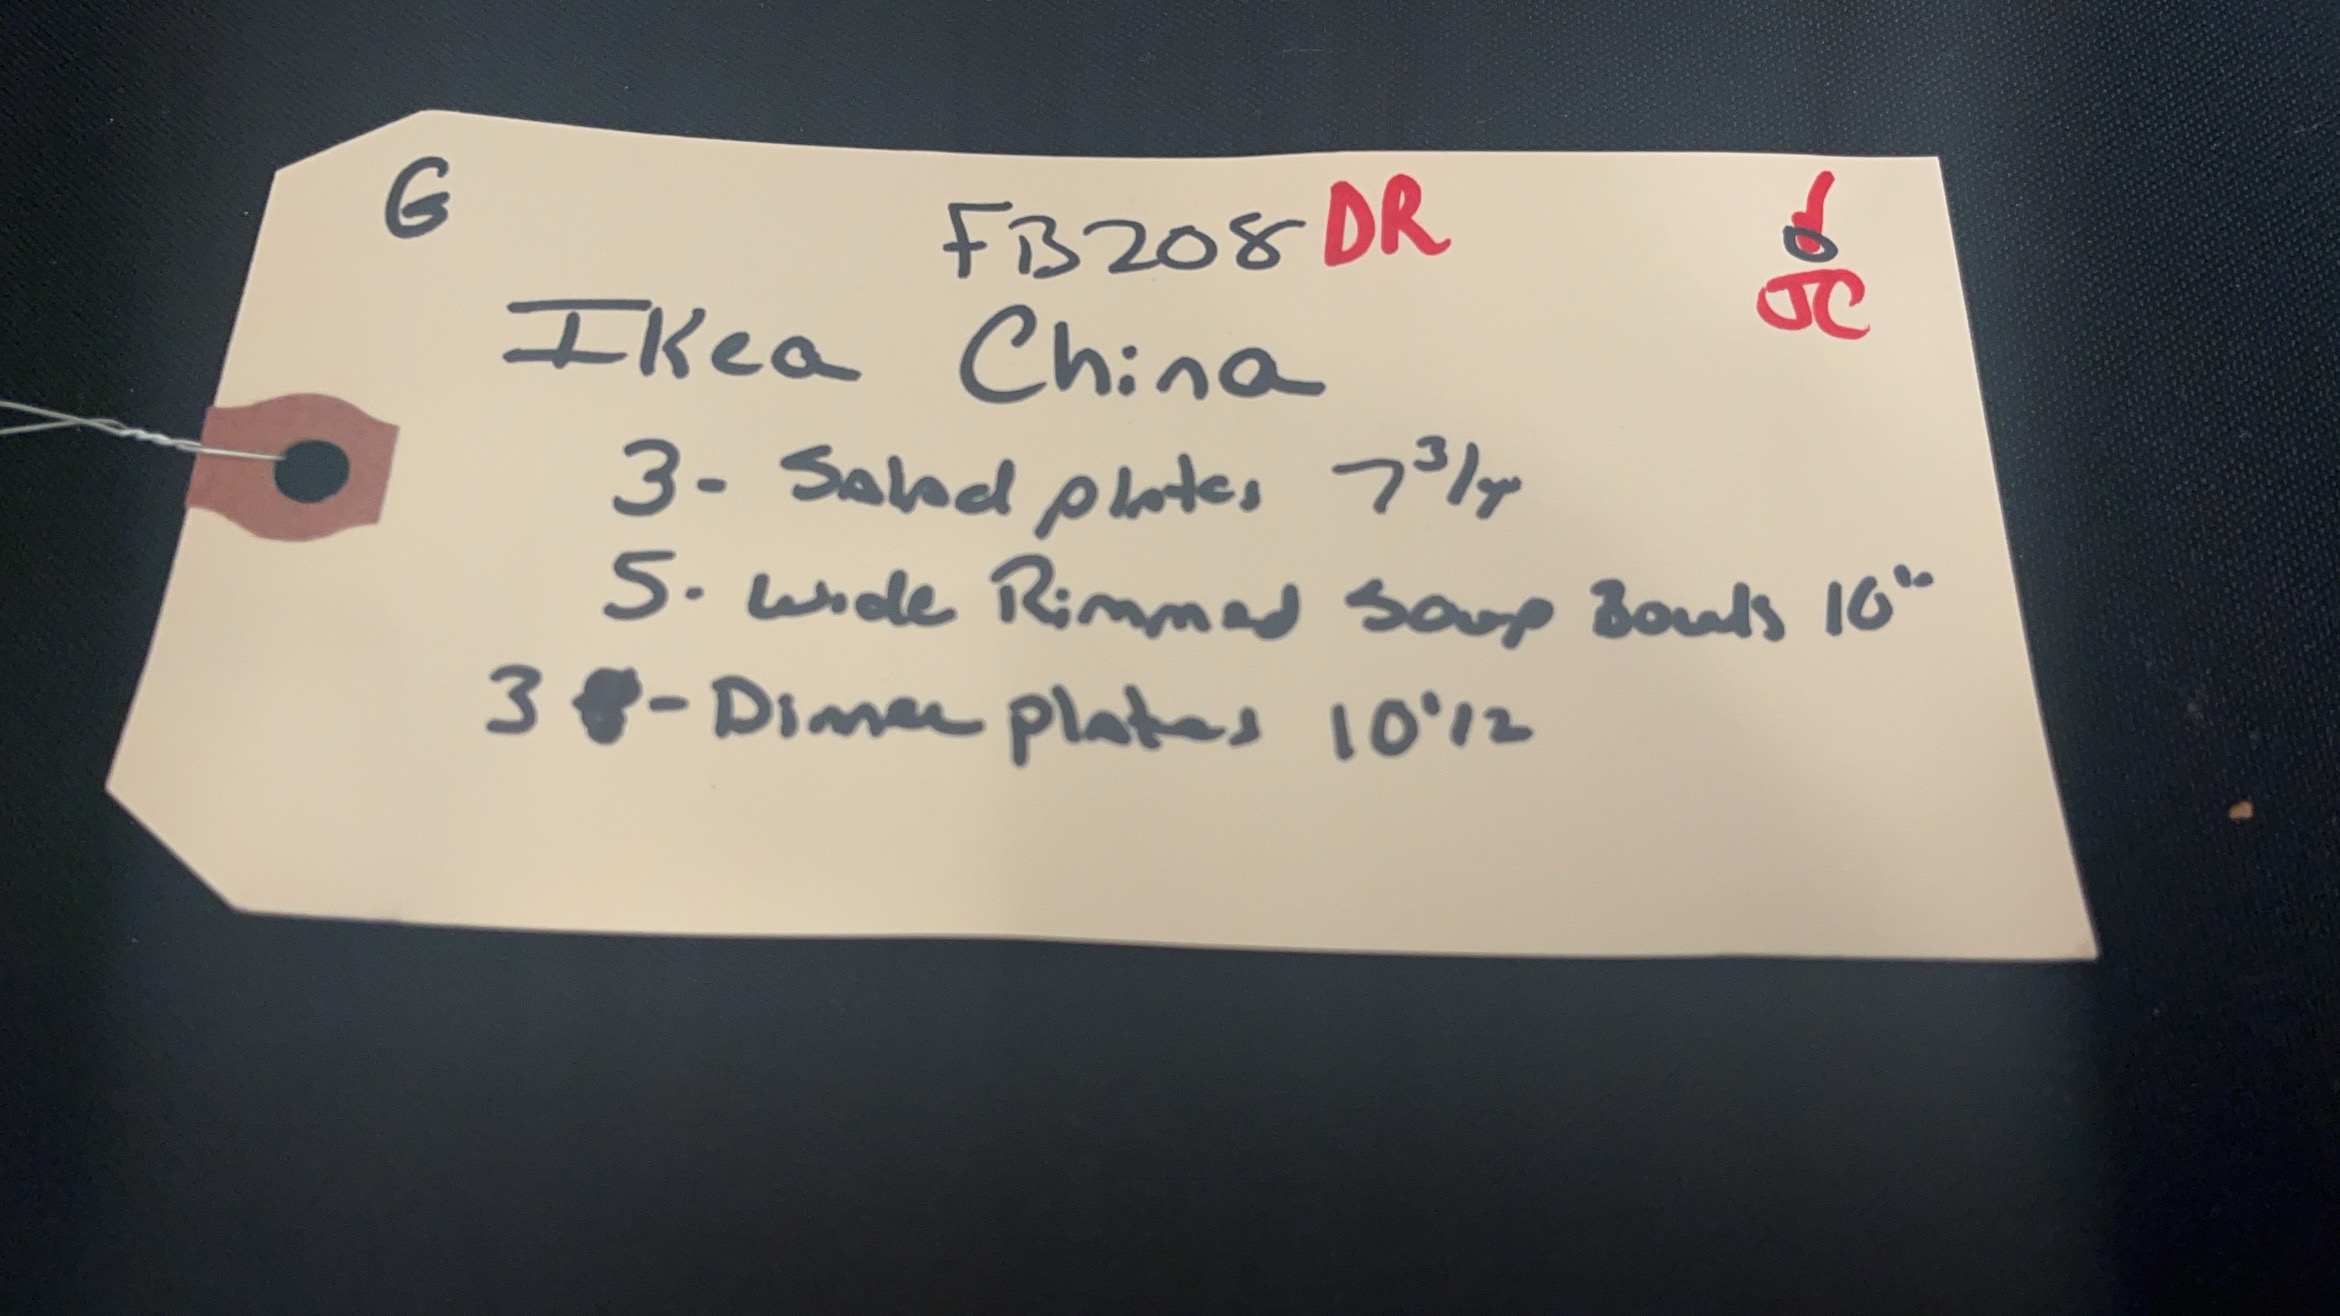 G
FB208 DR
JC
IKea China
3- Salad plates 7 3/4
5- Wide Rimmed Soup Bowls 10"
3 - Dinner plates 10 1/2